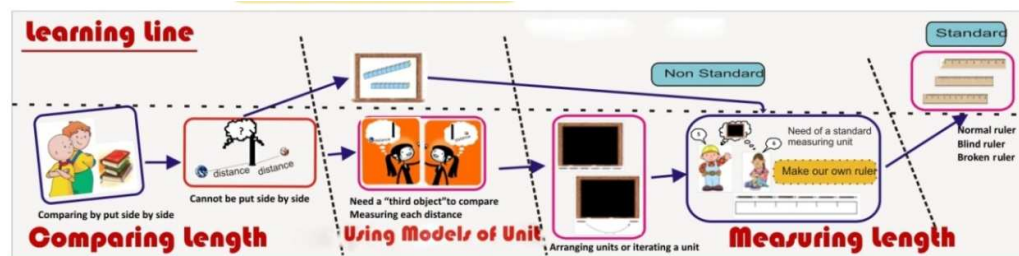 Learning Line
Standard
Non Standard
?
?
distance distance
Need of a standard
measuring unit
Make our own ruler
Normal ruler
Blind ruler
Broken ruler
Comparing by put side by side
Cannot be put side by side
Need a "third object"to compare
Measuring each distance
Arranging units or iterating a unit
Comparing Length
Using Models of Unit
Measuring Length